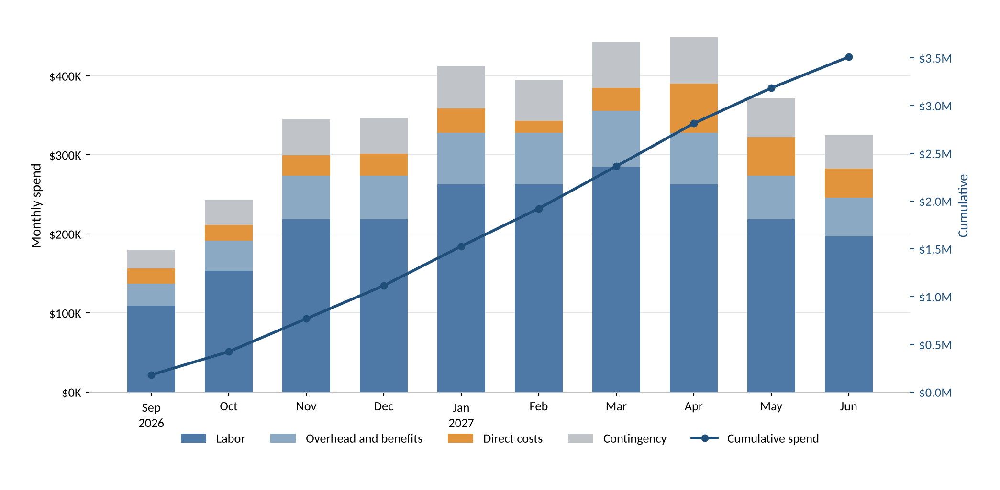 Monthly spend
$400K
$300K
$200K
$100K
$0K
$3.5M
$3.0M
$2.5M
$2.0M
$1.5M
$1.0M
$0.5M
$0.0M
Cumulative
Sep Oct Nov Dec Jan Feb Mar Apr May Jun
2026 2027
Labor Overhead and benefits Direct costs Contingency Cumulative spend